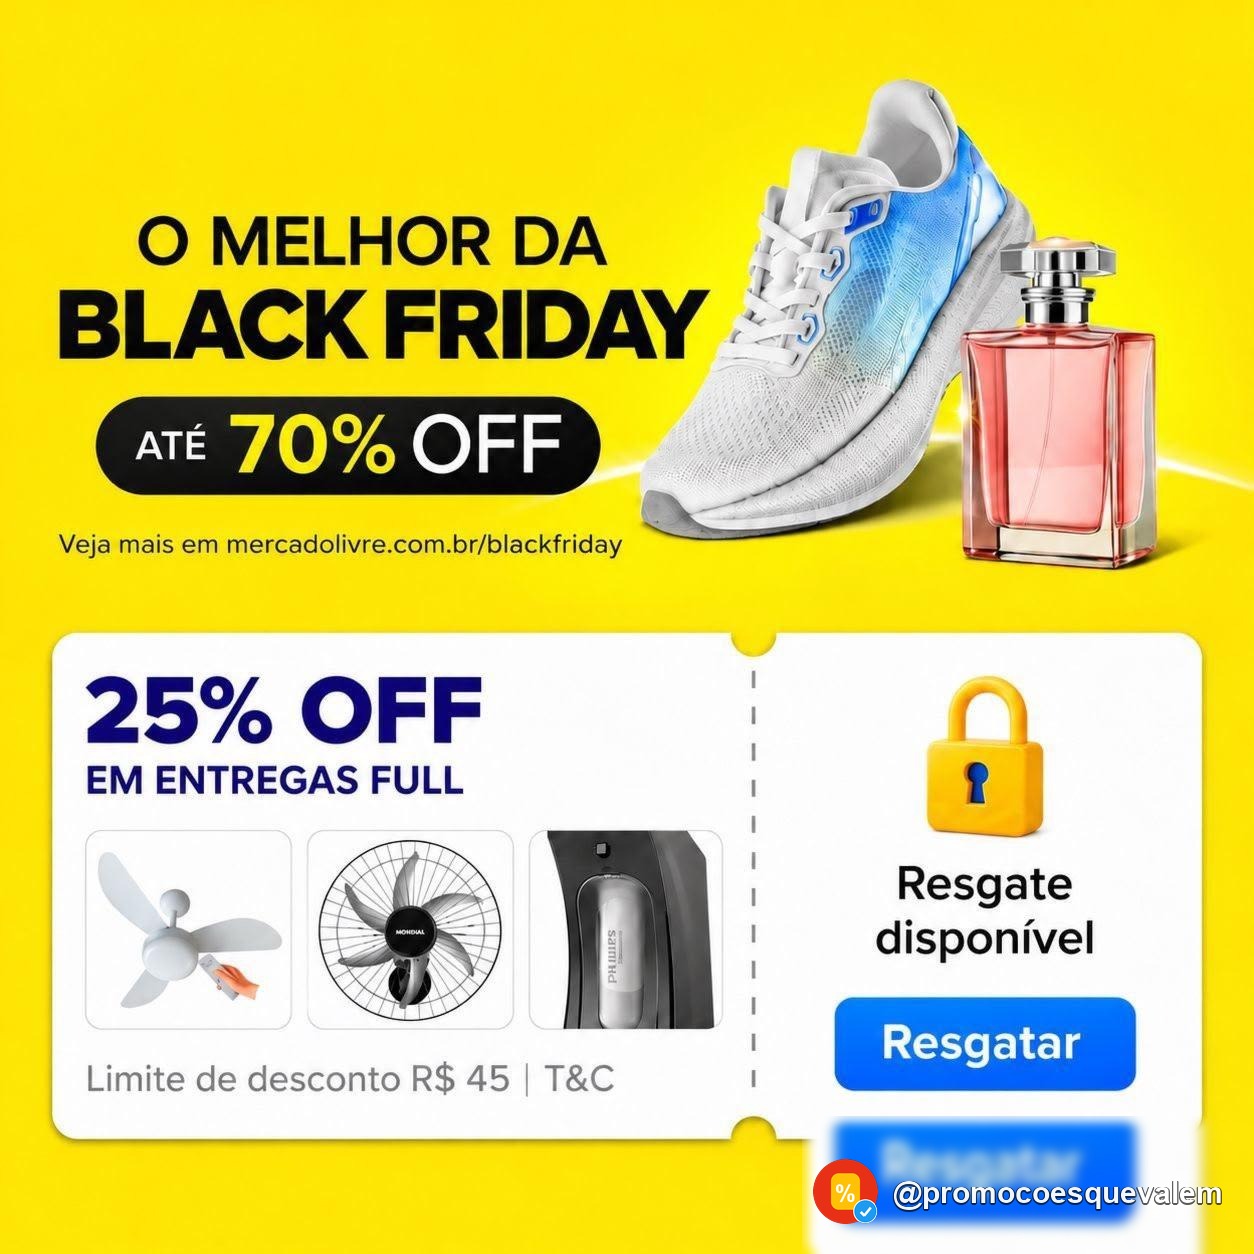 O MELHOR DA
BLACK FRIDAY
ATÉ 70% OFF
Veja mais em mercadolivre.com.br/blackfriday
25% OFF
EM ENTREGAS FULL
MONDIAL
PHILIPS
Limite de desconto R$ 45 | T&C
Resgate
disponível
Resgatar
Resgatar
%
@promocoesquevalem